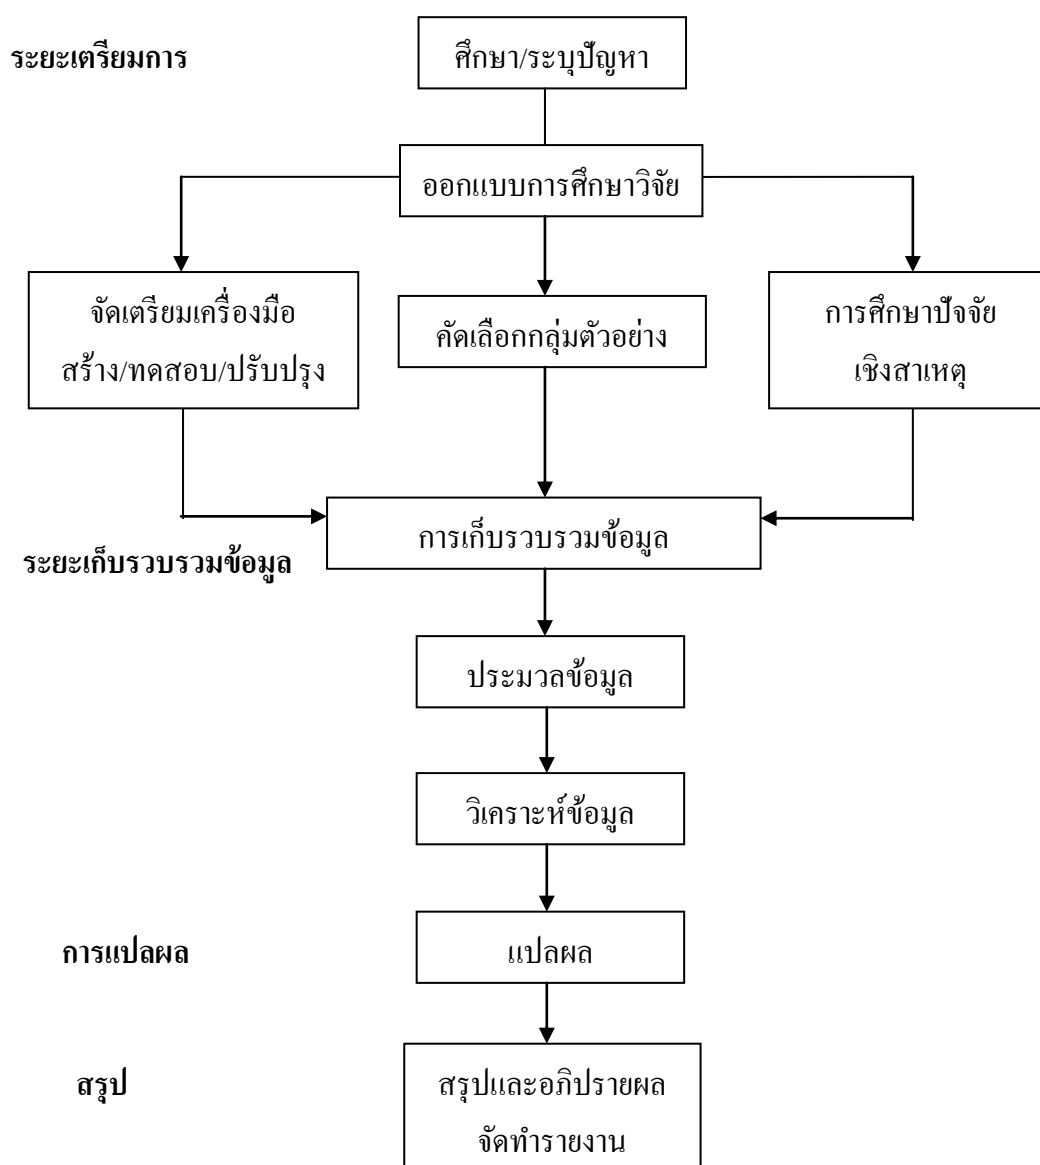 ระยะเตรียมการ
ศึกษา/ระบุปัญหา
ออกแบบการศึกษาวิจัย
จัดเตรียมเครื่องมือ
สร้าง/ทดสอบ/ปรับปรุง
คัดเลือกกลุ่มตัวอย่าง
การศึกษาปัจจัย
เชิงสาเหตุ
การเก็บรวบรวมข้อมูล
ระยะเก็บรวบรวมข้อมูล
ประมวลข้อมูล
วิเคราะห์ข้อมูล
การแปลผล
แปลผล
สรุป
สรุปและอภิปรายผล
จัดทำรายงาน